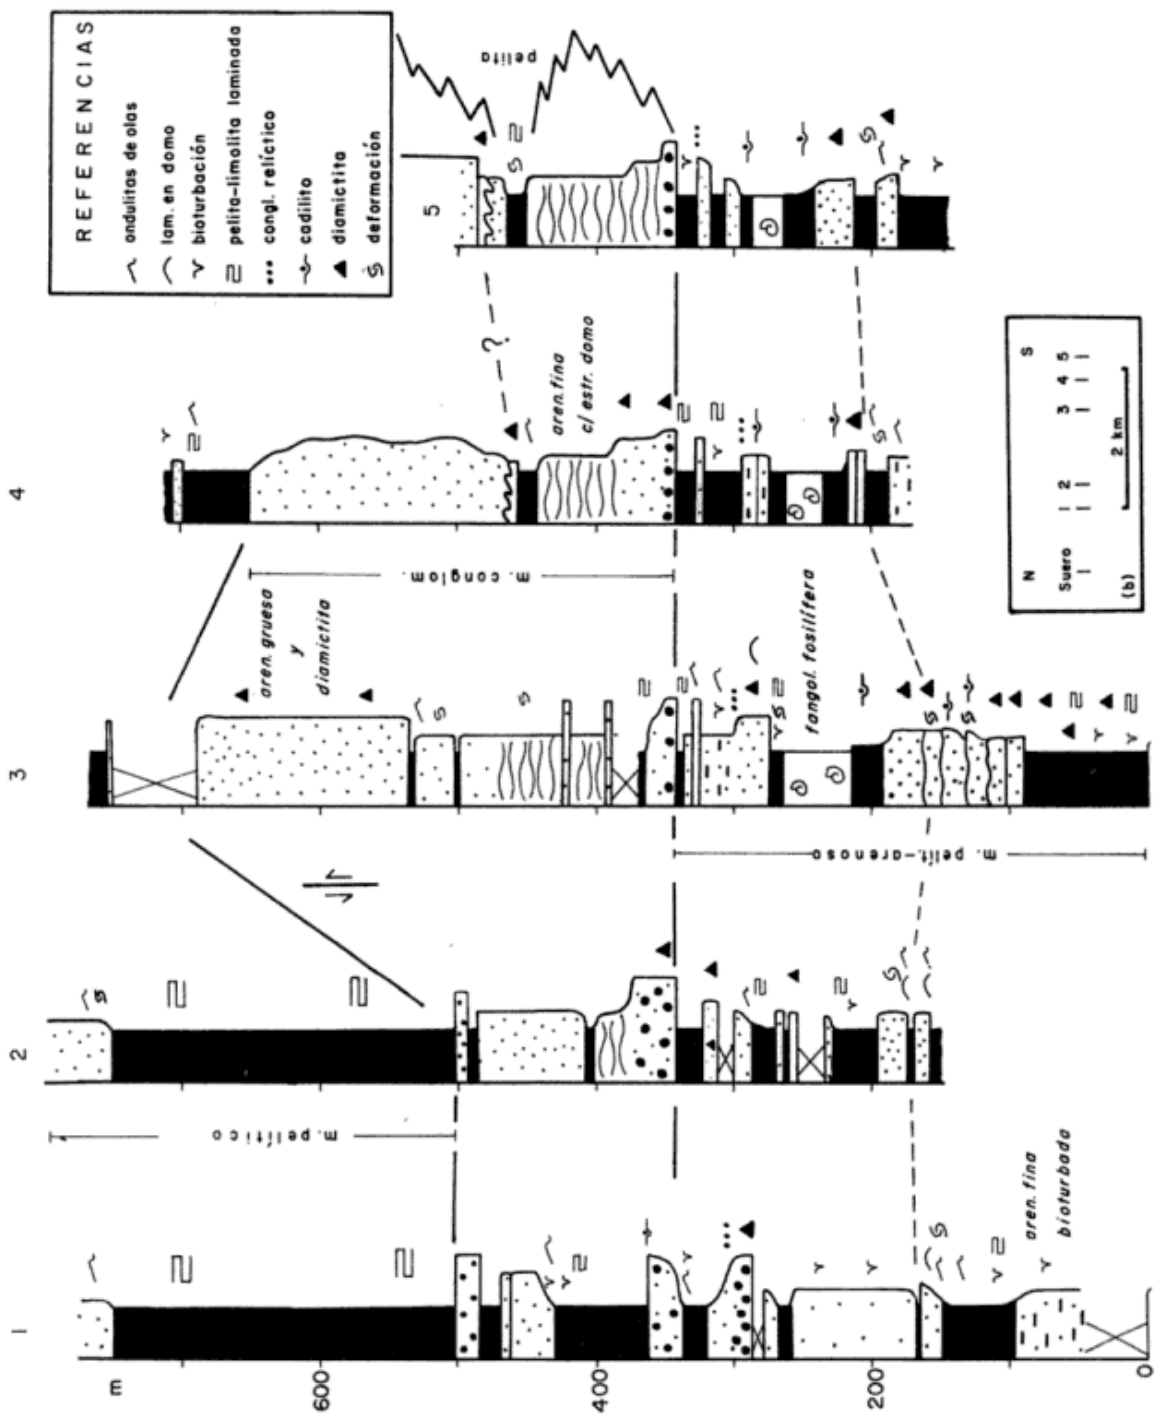 REFERENCIAS
ondulitas de olas
lam. en domo
bioturbación
pelita-limolita laminada
congl. relíctico
cadilito
diamictita
deformación
1
2
3
4
5
m
600
400
200
0
m. pelítico
m. conglom.
m. pelít.-arenosa
aren. fina
bioturbada
aren. gruesa
y
diamictita
fangol. fosilífera
aren. fina
c/estr. domo
?
pelita
N
S
Suero
1 2 3 4 5
2 km
(b)